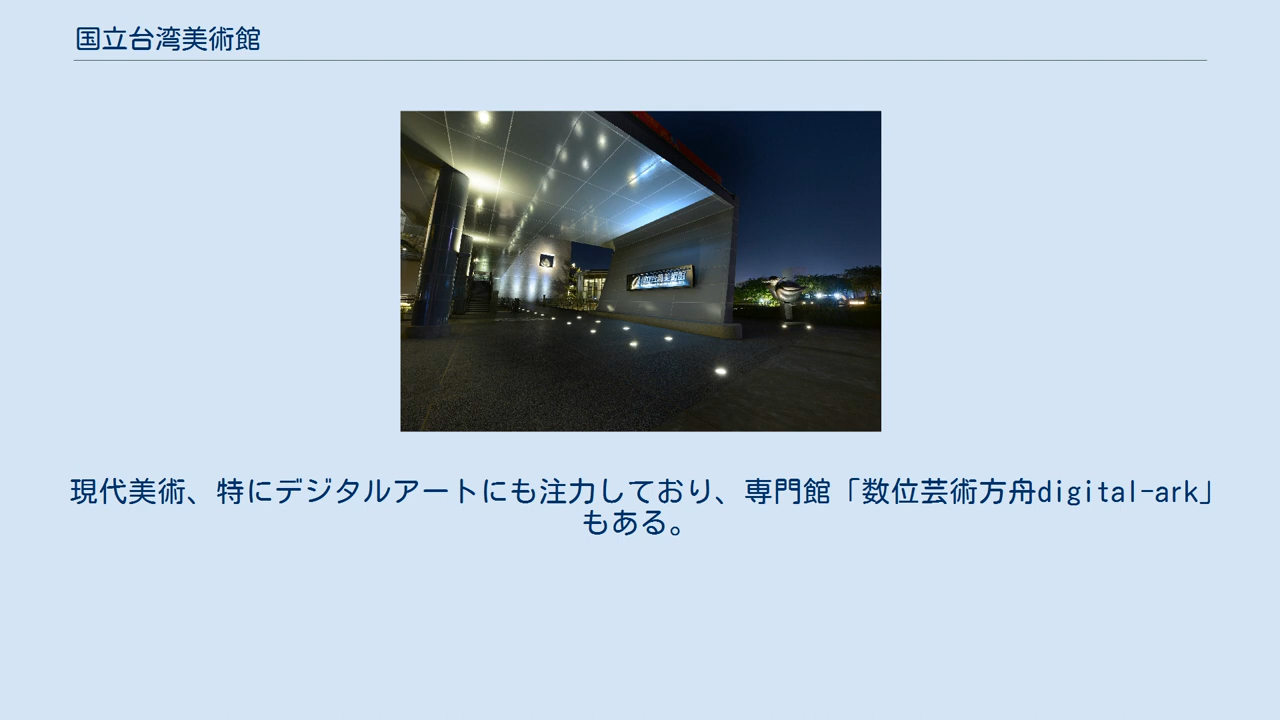 国立台湾美術館
現代美術、特にデジタルアートにも注力しており、専門館「数位芸術方舟digital-ark」
もある。